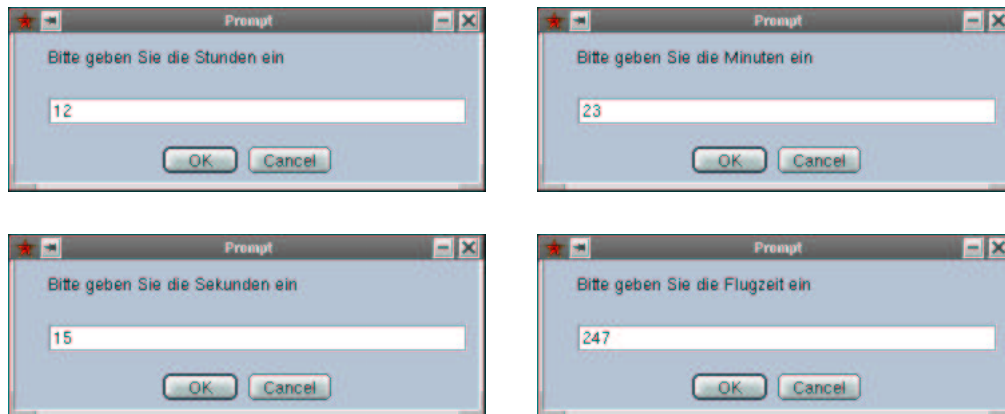 Prompt
Bitte geben Sie die Stunden ein
12
OK Cancel
Prompt
Bitte geben Sie die Minuten ein
23
OK Cancel
Prompt
Bitte geben Sie die Sekunden ein
15
OK Cancel
Prompt
Bitte geben Sie die Flugzeit ein
247
OK Cancel